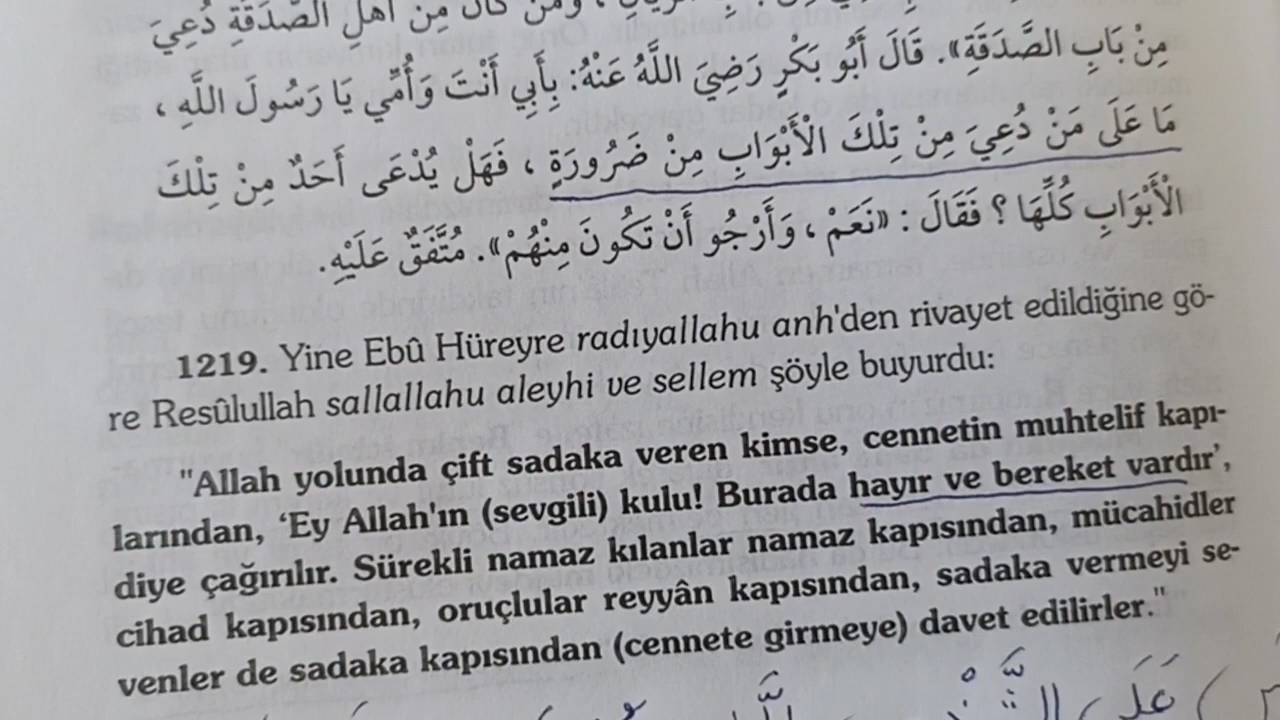 كَانَ مِنْ أَهْلِ الصَّدَقَةِ دُعِيَ
مِنْ بَابِ الصَّدَقَةِ». قَالَ أَبُو بَكْرٍ رَضِيَ اللَّهُ عَنْهُ: بِأَبِي أَنْتَ وَأُمِّي يَا رَسُولَ اللَّهِ ،
مَا عَلَى مَنْ دُعِيَ مِنْ تِلْكَ الْأَبْوَابِ مِنْ ضَرُورَةٍ ، فَهَلْ يُدْعَى أَحَدٌ مِنْ تِلْكَ
الْأَبْوَابِ كُلِّهَا ؟ فَقَالَ : «نَعَمْ ، وَأَرْجُو أَنْ تَكُونَ مِنْهُمْ». مُتَّفَقٌ عَلَيْهِ.
1219. Yine Ebû Hüreyre radıyallahu anh'den rivayet edildiğine gö-
re Resûlullah sallallahu aleyhi ve sellem şöyle buyurdu:
"Allah yolunda çift sadaka veren kimse, cennetin muhtelif kapı-
larından, ‘Ey Allah'ın (sevgili) kulu! Burada hayır ve bereket vardır’,
diye çağırılır. Sürekli namaz kılanlar namaz kapısından, mücahidler
cihad kapısından, oruçlular reyyân kapısından, sadaka vermeyi se-
venler de sadaka kapısından (cennete girmeye) davet edilirler."